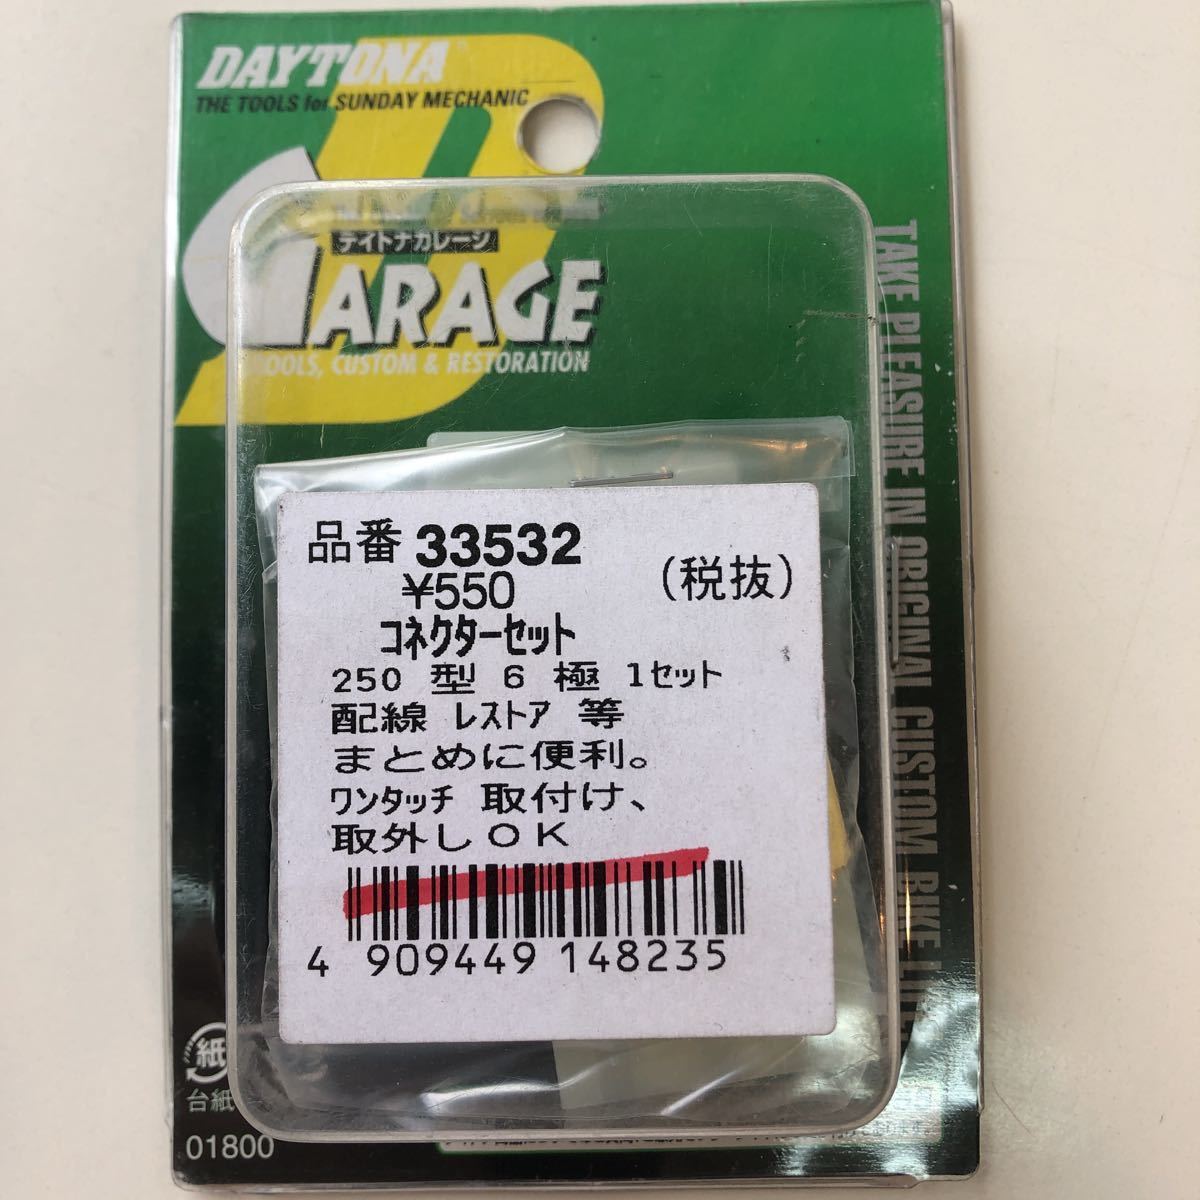 DAYTONA
THE TOOLS for SUNDAY MECHANIC
デイトナガレージ
GARAGE
TOOLS, CUSTOM & RESTORATION
TAKE PLEASURE IN ORIGINAL CUSTOM BIKE LIFE
品番 33532
¥550
(税抜)
コネクターセット
250 型 6 極 1セット
配線 レストア 等
まとめに便利。
ワンタッチ 取付け、
取外しOK
4 909449 148235
紙
台紙
01800